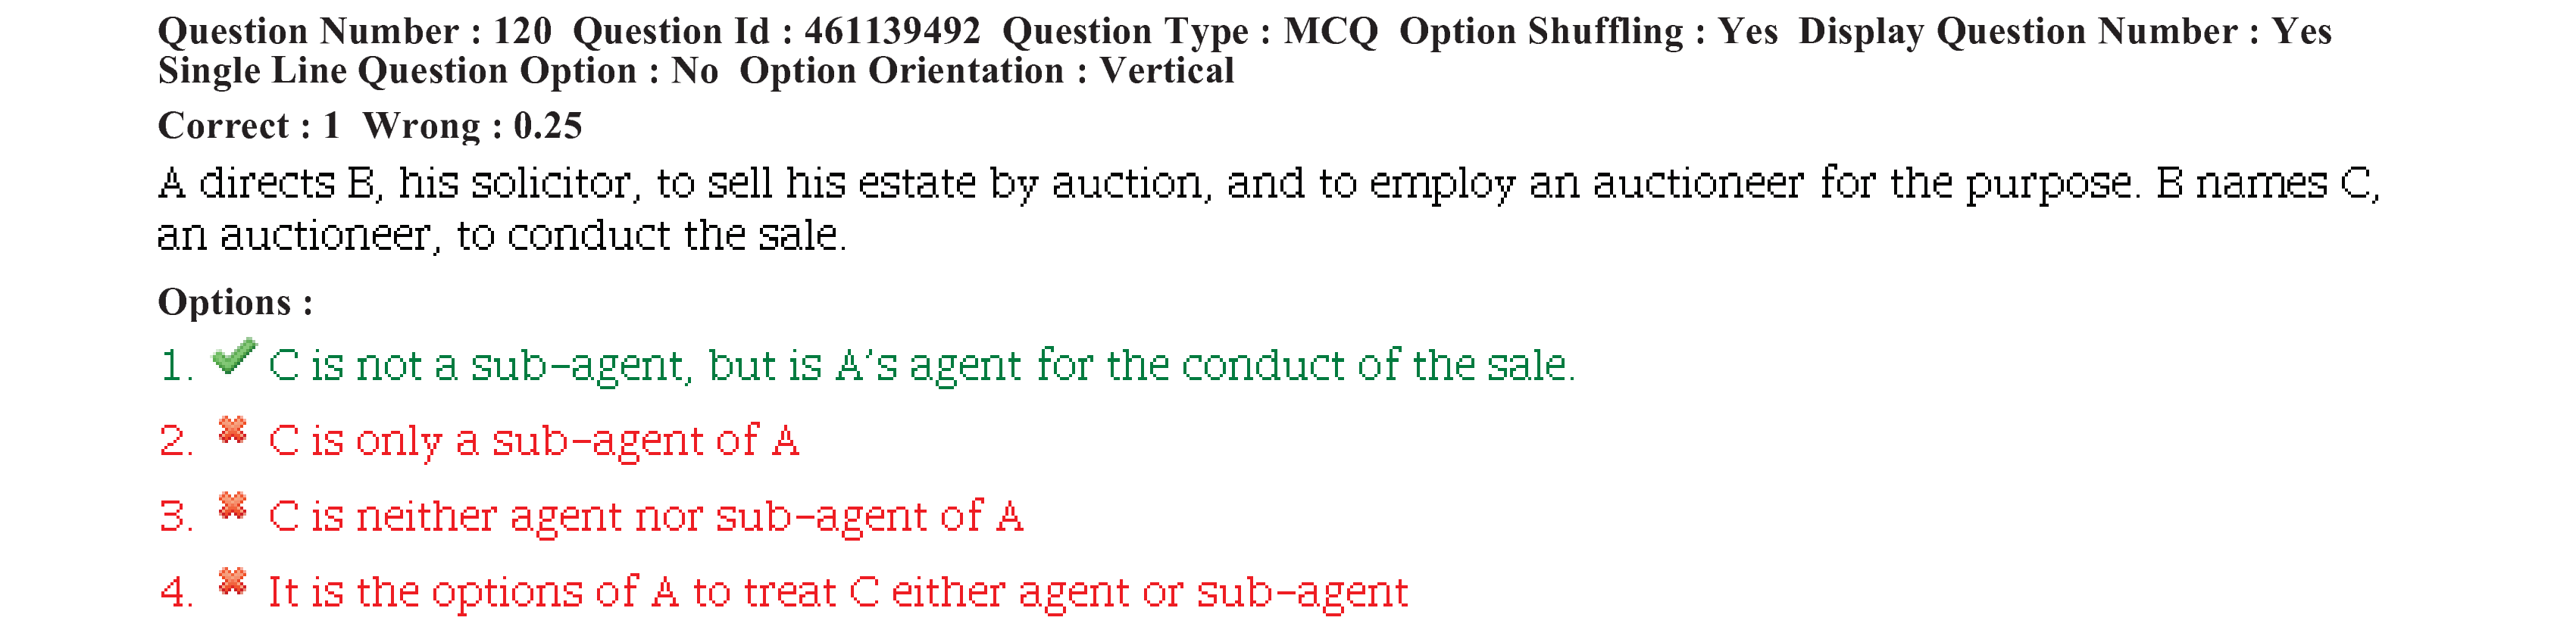 Question Number : 120 Question Id : 461139492 Question Type : MCQ Option Shuffling : Yes Display Question Number : Yes
Single Line Question Option : No Option Orientation : Vertical
Correct : 1 Wrong : 0.25
A directs B, his solicitor, to sell his estate by auction, and to employ an auctioneer for the purpose. B names C,
an auctioneer, to conduct the sale.
Options :
1. C is not a sub-agent, but is A's agent for the conduct of the sale.
2. C is only a sub-agent of A
3. C is neither agent nor sub-agent of A
4. It is the options of A to treat C either agent or sub-agent